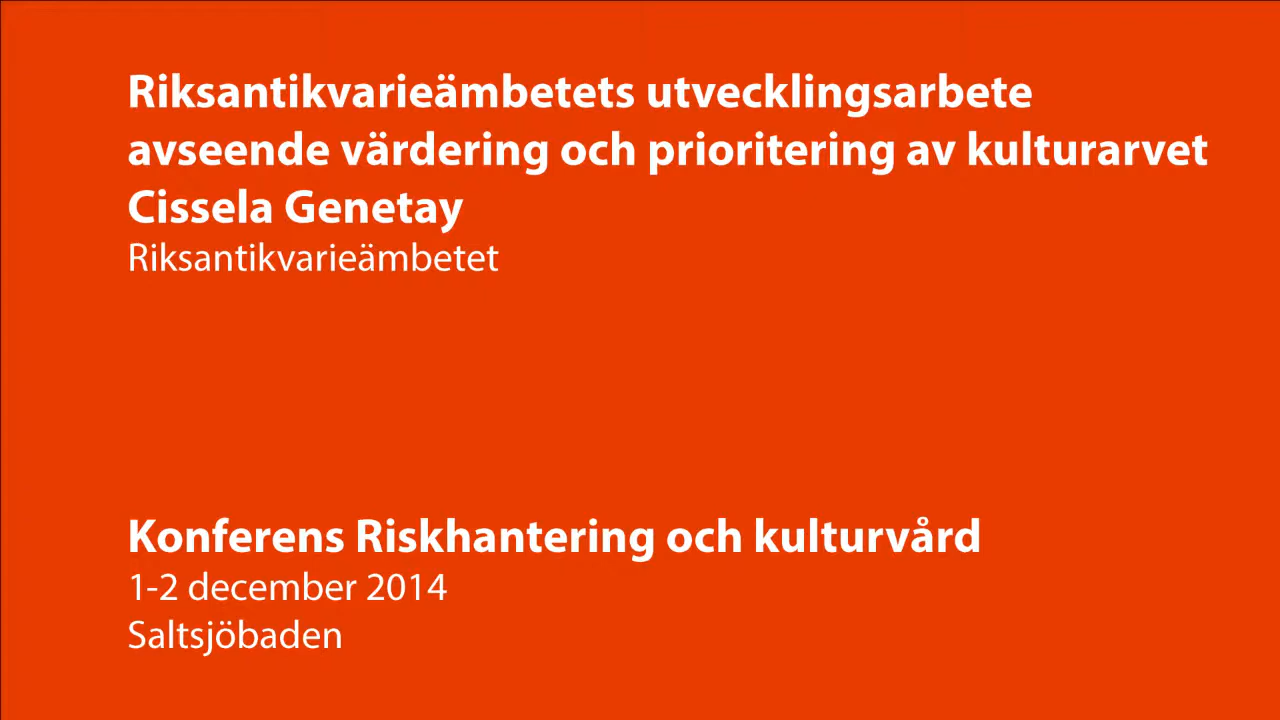 Riksantikvarieämbetets utvecklingsarbete
avseende värdering och prioritering av kulturarvet
Cissela Genetay
Riksantikvarieämbetet
Konferens Riskhantering och kulturvård
1-2 december 2014
Saltsjöbaden